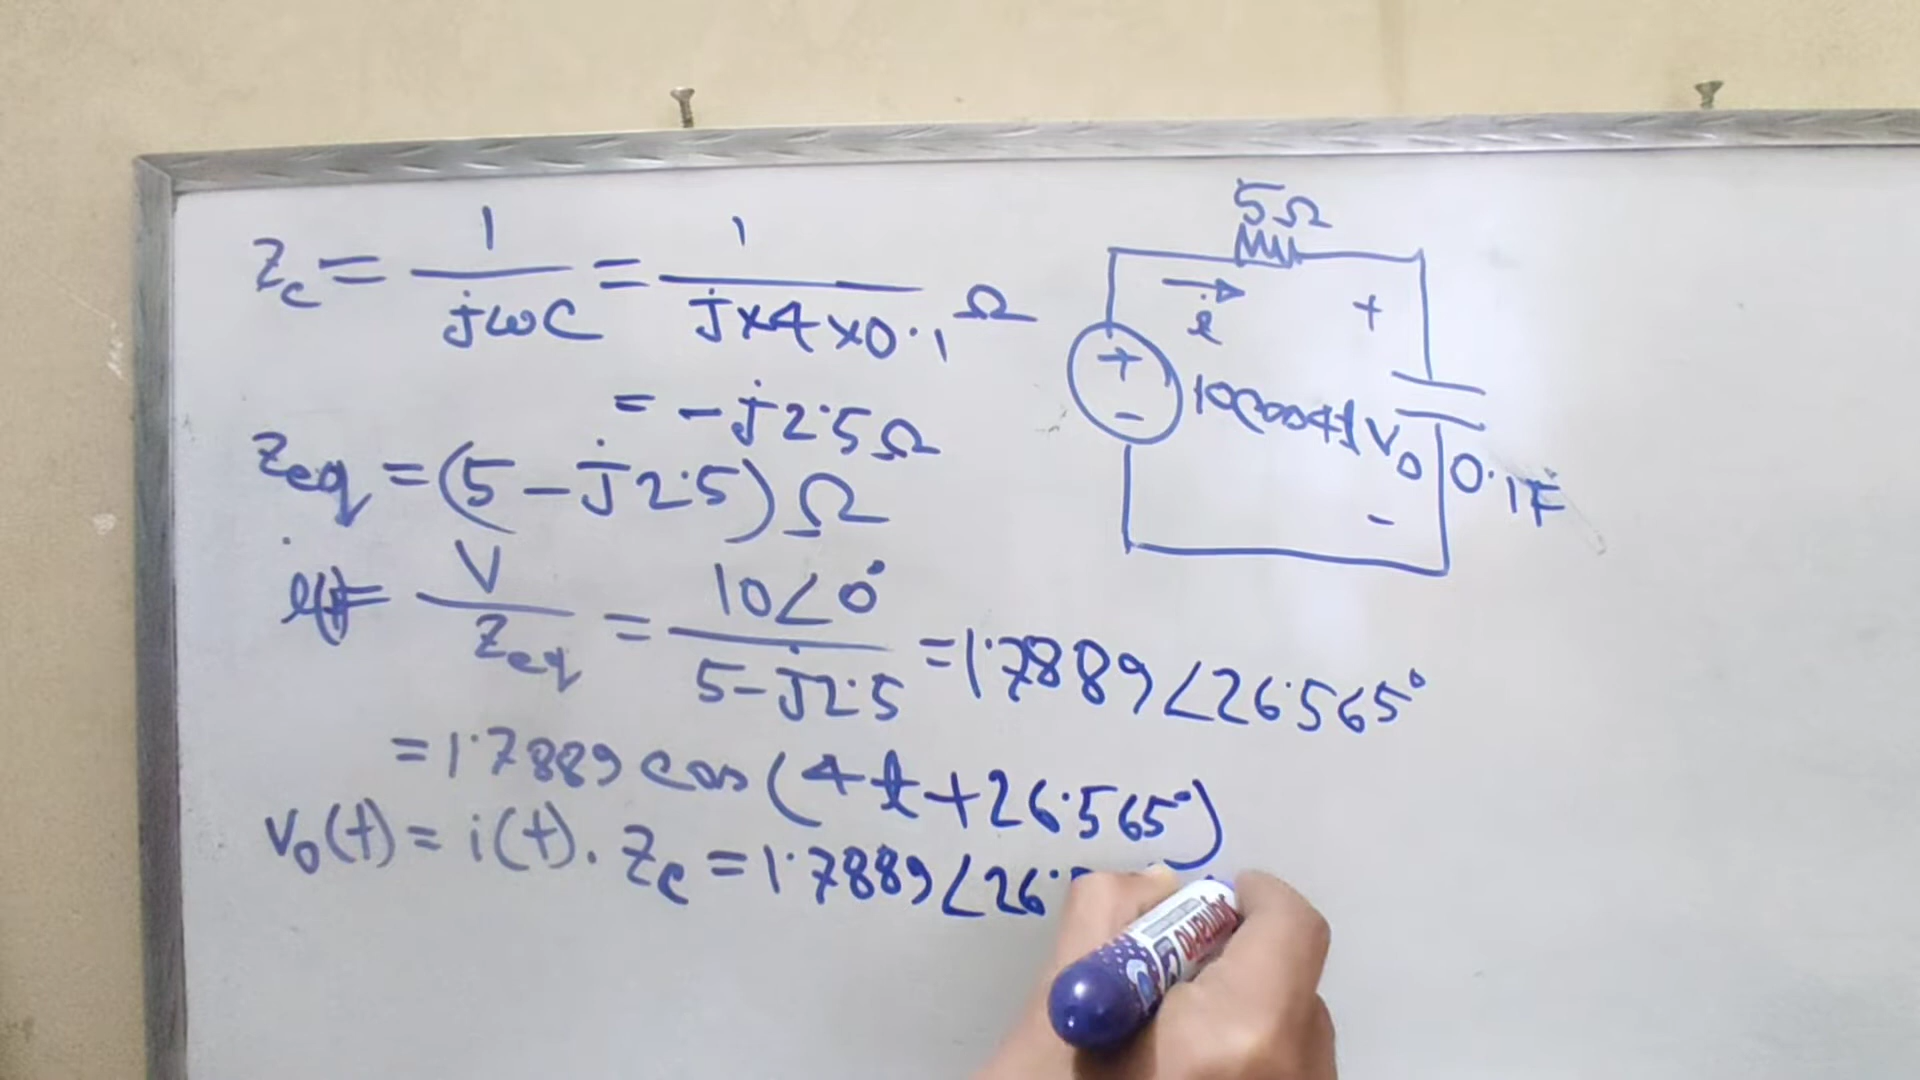 Zc = 1/jωC = 1/j×4×0.1 Ω
= -j2.5Ω
Zeq = (5-j2.5)Ω
i(t) = V/Zeq = 10∠0°/5-j2.5 = 1.7889∠26.565°
= 1.7889 cos(4t+26.565°)
v₀(t) = i(t). Zc = 1.7889∠26.
5Ω
i
+
+
-
10cos4t
V₀
0.1F
-